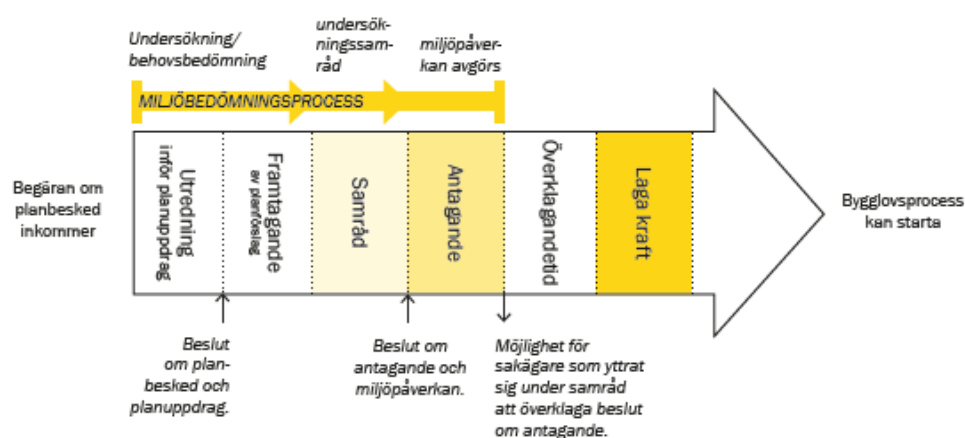 Undersökning/
behovsbedömning
undersök-
ningssam-
råd
miljöpåver-
kan avgörs
MILJÖBEDÖMNINGSPROCESS
Begäran om
planbesked
inkommer
Utredning
inför planuppdrag
Framtagande
av planförslag
Samråd
Antagande
Överklagandetid
Laga kraft
Bygglovsprocess
kan starta
Beslut
om plan-
besked och
planuppdrag.
Beslut om
antagande och
miljöpåverkan.
Möjlighet för
sakägare som yttrat
sig under samråd
att överklaga beslut
om antagande.